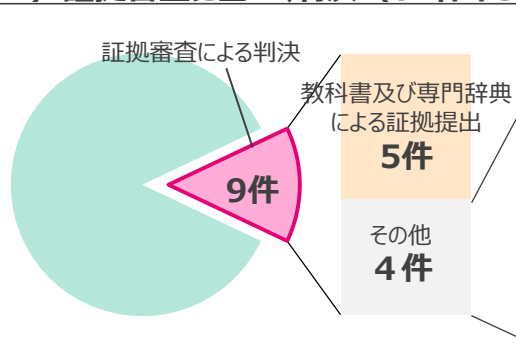 証拠審査による判決
教科書及び専門辞典
による証拠提出
5件
9件
その他
4件